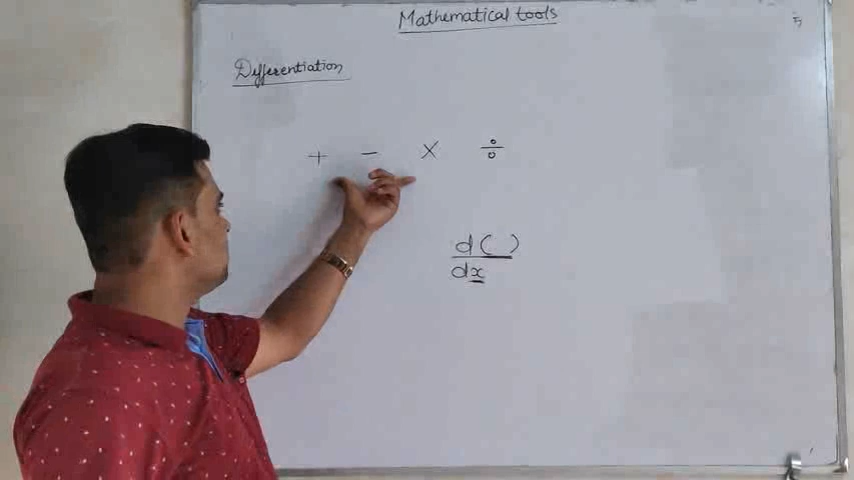 Mathematical tools
Differentiation
+ − × ÷
d( )
dx